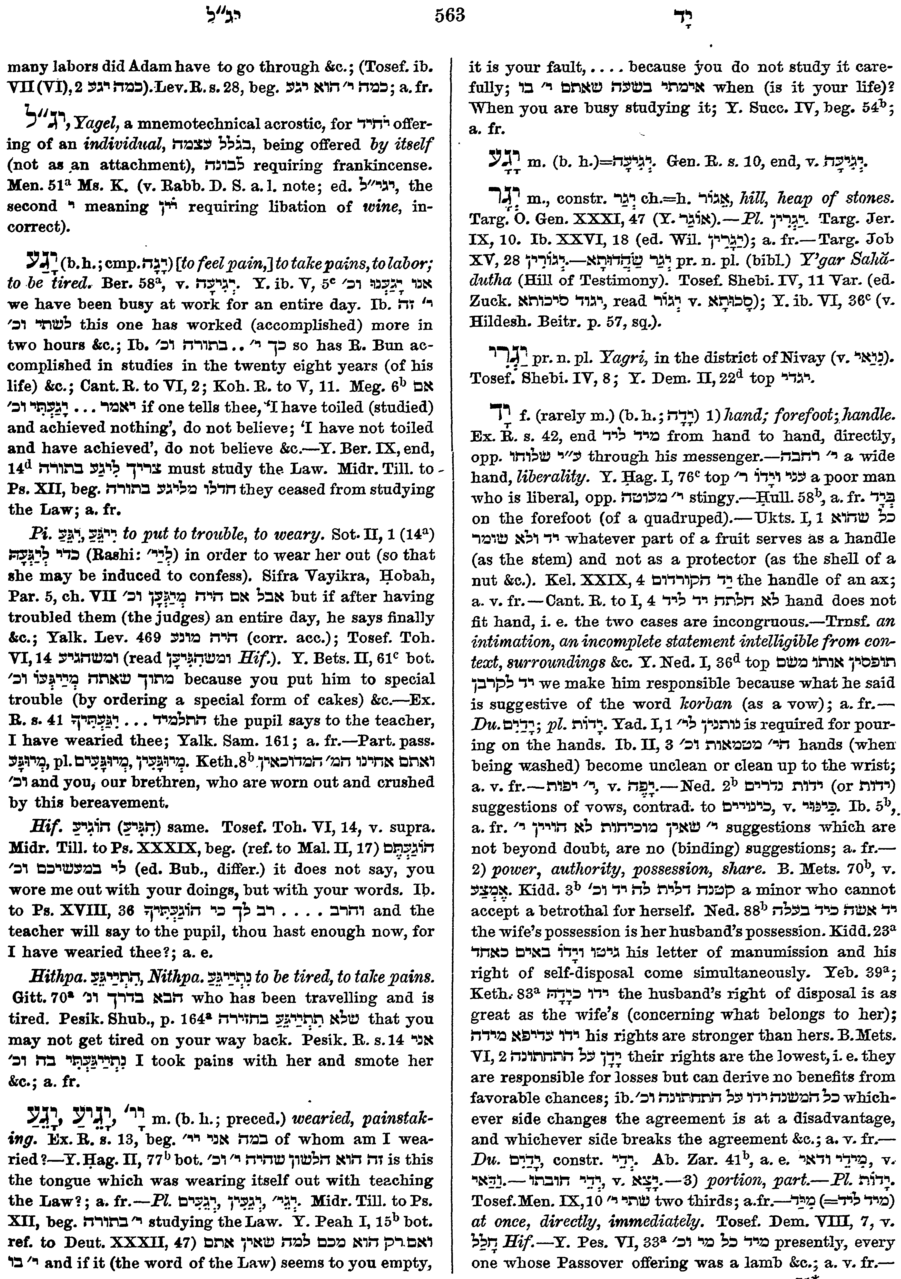 יג״ל 563 יָד
many labors did Adam have to go through &c.; (Tosef. ib.
VII (VI), 2 כמה יגע). Lev. R. s. 28, beg. כמה י׳ הוא יגע; a. fr.
יג״ל, Yagel, a mnemotechnical acrostic, for יחיד offer-
ing of an individual, בגלל עצמה, being offered by itself
(not as an attachment), לבונה requiring frankincense.
Men. 51ᵃ Ms. K. (v. Rabb. D. S. a. l. note; ed. יגי״ל, the
second י meaning יין requiring libation of wine, in-
correct).
יָגַע (b. h.; cmp. יָגָה) [to feel pain,] to take pains, to labor;
to be tired. Ber. 58ᵃ, v. יְגִיעָה. Y. ib. V, 5ᶜ אנו יָגַעְנוּ וכ׳
we have been busy at work for an entire day. Ib. זה י׳
לשתי וכ׳ this one has worked (accomplished) more in
two hours &c.; Ib. כך י׳ .. בתורה וכ׳ so has R. Bun ac-
complished in studies in the twenty eight years (of his
life) &c.; Cant. R. to VI, 2; Koh. R. to V, 11. Meg. 6ᵇ אם
יאמר ... יָגַעְתִּי וכ׳ if one tells thee, 'I have toiled (studied)
and achieved nothing', do not believe; 'I have not toiled
and have achieved', do not believe &c.—Y. Ber. IX, end,
14ᵈ צריך לִיגַּע בתורה must study the Law. Midr. Till. to
Ps. XII, beg. חדלו מליגע בתורה they ceased from studying
the Law; a. fr.
Pi. יִיגַּע, יִגַּע to put to trouble, to weary. Sot. II, 1 (14ᵃ)
כדי לְיַגְּעָהּ (Rashi: לְיַי׳) in order to wear her out (so that
she may be induced to confess). Sifra Vayikra, Ḥobah,
Par. 5, ch. VII אבל אם היה מְיַגְּעָן וכ׳ but if after having
troubled them (the judges) an entire day, he says finally
&c.; Yalk. Lev. 469 היה מונע (corr. acc.); Tosef. Toh.
VI, 14 ומשהגיע (read ומשהֻגִּיעָן Hif.). Y. Bets. II, 61ᶜ bot.
מתוך שאתה מְיַיגְּעוֹ וכ׳ because you put him to special
trouble (by ordering a special form of cakes) &c.—Ex.
R. s. 41 התלמיד ... יִגַּעְתִּיךָ the pupil says to the teacher,
I have wearied thee; Yalk. Sam. 161; a. fr.—Part. pass.
מְיוּגָּע, pl. מְיוּגָּעִים, מְיוּגָּעִין. Keth. 8ᵇ ואתם אחינו המ׳ המדוכאין
וכ׳ and you, our brethren, who are worn out and crushed
by this bereavement.
Hif. הוֹגִיעַ (הִגִּיעַ) same. Tosef. Toh. VI, 14, v. supra.
Midr. Till. to Ps. XXXIX, beg. (ref. to Mal. II, 17) הוֹגַעְתֶּם
לי במעשיכם וכ׳ (ed. Bub., differ.) it does not say, you
wore me out with your doings, but with your words. Ib.
to Ps. XVIII, 36 והרב .... רב לך כי הוֹגַעְתִּיךָ and the
teacher will say to the pupil, thou hast enough now, for
I have wearied thee?; a. e.
Hithpa. הִתְיַיגֵּעַ, Nithpa. נִתְיַיגֵּעַ to be tired, to take pains.
Gitt. 70ᵃ הבא בדרך ונ׳ who has been travelling and is
tired. Pesik. Shub., p. 164ᵃ שלא תִתְיַיגַּע בחזירה that you
may not get tired on your way back. Pesik. R. s. 14 אני
נִתְיַיגַּעְתִּי בה וכ׳ I took pains with her and smote her
&c.; a. fr.
יָגֵעַ, יָגִיעַ, יי׳ m. (b. h.; preced.) wearied, painstak-
ing. Ex. R. s. 13, beg. במה אני יי׳ of whom am I wea-
ried?—Y. Ḥag. II, 77ᵇ bot. זה הוא הלשון שהיה י׳ וכ׳ is this
the tongue which was wearing itself out with teaching
the Law?; a. fr.—Pl. יְגֵעִים, יְגֵעִין, יְגֵי׳. Midr. Till. to Ps.
XII, beg. י׳ בתורה studying the Law. Y. Peah I, 15ᵇ bot.
ref. to Deut. XXXII, 47) ואם רק הוא מכם למה שאין אתם
י׳ בו and if it (the word of the Law) seems to you empty,
it is your fault, .... because you do not study it care-
fully; אימתי בשעה שאתם י׳ בו when (is it your life)?
When you are busy studying it; Y. Succ. IV, beg. 54ᵇ;
a. fr.
יָגָע m. (b. h.)=יְגִיעָה. Gen. R. s. 10, end, v. יְגִיעָה.
יְגַר m., constr. יְגַר ch.=h. אִגּוֹר, hill, heap of stones.
Targ. O. Gen. XXXI, 47 (Y. אוֹגַר).—Pl. יְגָרִין. Targ. Jer.
IX, 10. Ib. XXVI, 18 (ed. Wil. יְגָרִין); a. fr.—Targ. Job
XV, 28 יְגוֹרִין.—יְגַר שַׂהֲדוּתָא pr. n. pl. (bibl.) Y'gar Sahă-
dutha (Hill of Testimony). Tosef. Shebi. IV, 11 Var. (ed.
Zuck. יגוד סיכותא, read יְגוֹר v. סָכוּתָא); Y. ib. VI, 36ᶜ (v.
Hildesh. Beitr. p. 57, sq.).
יַגְרִי pr. n. pl. Yagri, in the district of Nivay (v. נְוַאי).
Tosef. Shebi. IV, 8; Y. Dem. II, 22ᵈ top יגדי.
יָד f. (rarely m.) (b. h.; יָדָה) 1) hand; forefoot; handle.
Ex. R. s. 42, end מיד ליד from hand to hand, directly,
opp. ע״י שלוחו through his messenger.—י׳ רחבה a wide
hand, liberality. Y. Ḥag. I, 76ᶜ top עני וְיָדוֹ י׳ a poor man
who is liberal, opp. י׳ מעוטה stingy.—Ḥull. 58ᵇ, a. fr. בְּיָד
on the forefoot (of a quadruped).—Ukts. I, 1 כל שהוא
יד ולא שומר whatever part of a fruit serves as a handle
(as the stem) and not as a protector (as the shell of a
nut &c.). Kel. XXIX, 4 יַד הקורדום the handle of an ax;
a. v. fr.—Cant. R. to I, 4 לא חלתה יד ליד hand does not
fit hand, i. e. the two cases are incongruous.—Trnsf. an
intimation, an incomplete statement intelligible from con-
text, surroundings &c. Y. Ned. I, 36ᵈ top תופסין אותו משם
יד לקרבן we make him responsible because what he said
is suggestive of the word korban (as a vow); a. fr.—
Du. יָדַיִם; pl. יָדוֹת. Yad. I, 1 נותנין לי׳ is required for pour-
ing on the hands. Ib. II, 3 הי׳ מטמאות וכ׳ hands (when
being washed) become unclean or clean up to the wrist;
a. v. fr.—י׳ יפות, v. יָפֶה.—Ned. 2ᵇ ידות נדרים (or ידות)
suggestions of vows, contrad. to כינויים, v. כִּינּוּי. Ib. 5ᵇ,
a. fr. י׳ שאין מוכיחות לא הויין י׳ suggestions which are
not beyond doubt, are no (binding) suggestions; a. fr.—
2) power, authority, possession, share. B. Mets. 70ᵇ, v.
אֶמְצַע. Kidd. 3ᵇ קטנה דלית לה יד וכ׳ a minor who cannot
accept a betrothal for herself. Ned. 88ᵇ יד אשה כיד בעלה
the wife's possession is her husband's possession. Kidd. 23ᵃ
גיטו וְיָדוֹ באים כאחד his letter of manumission and his
right of self-disposal come simultaneously. Yeb. 39ᵃ;
Keth. 83ᵃ ידו כְּיָדָהּ the husband's right of disposal is as
great as the wife's (concerning what belongs to her);
ידו עדיפא מידה his rights are stronger than hers. B. Mets.
VI, 2 יָדָן על התחתונה their rights are the lowest, i. e. they
are responsible for losses but can derive no benefits from
favorable chances; ib. כל המשנה ידו על התחתונה וכ׳ which-
ever side changes the agreement is at a disadvantage,
and whichever side breaks the agreement &c.; a. v. fr.—
Du. יָדַיִם, constr. יְדֵי. Ab. Zar. 41ᵇ, a. e. מִידֵי ודאי, v.
וַדַּאי.—יְדֵי חובתו, v. יָצָא.—3) portion, part.—Pl. יָדוֹת.
Tosef. Men. IX, 10 שתי י׳ two thirds; a. fr.—מִיָּד (=מיד ליד)
at once, directly, immediately. Tosef. Dem. VIII, 7, v.
חָלַל Hif.—Y. Pes. VI, 33ᵃ מיד כל מי וכ׳ presently, every
one whose Passover offering was a lamb &c.; a. v. fr.—